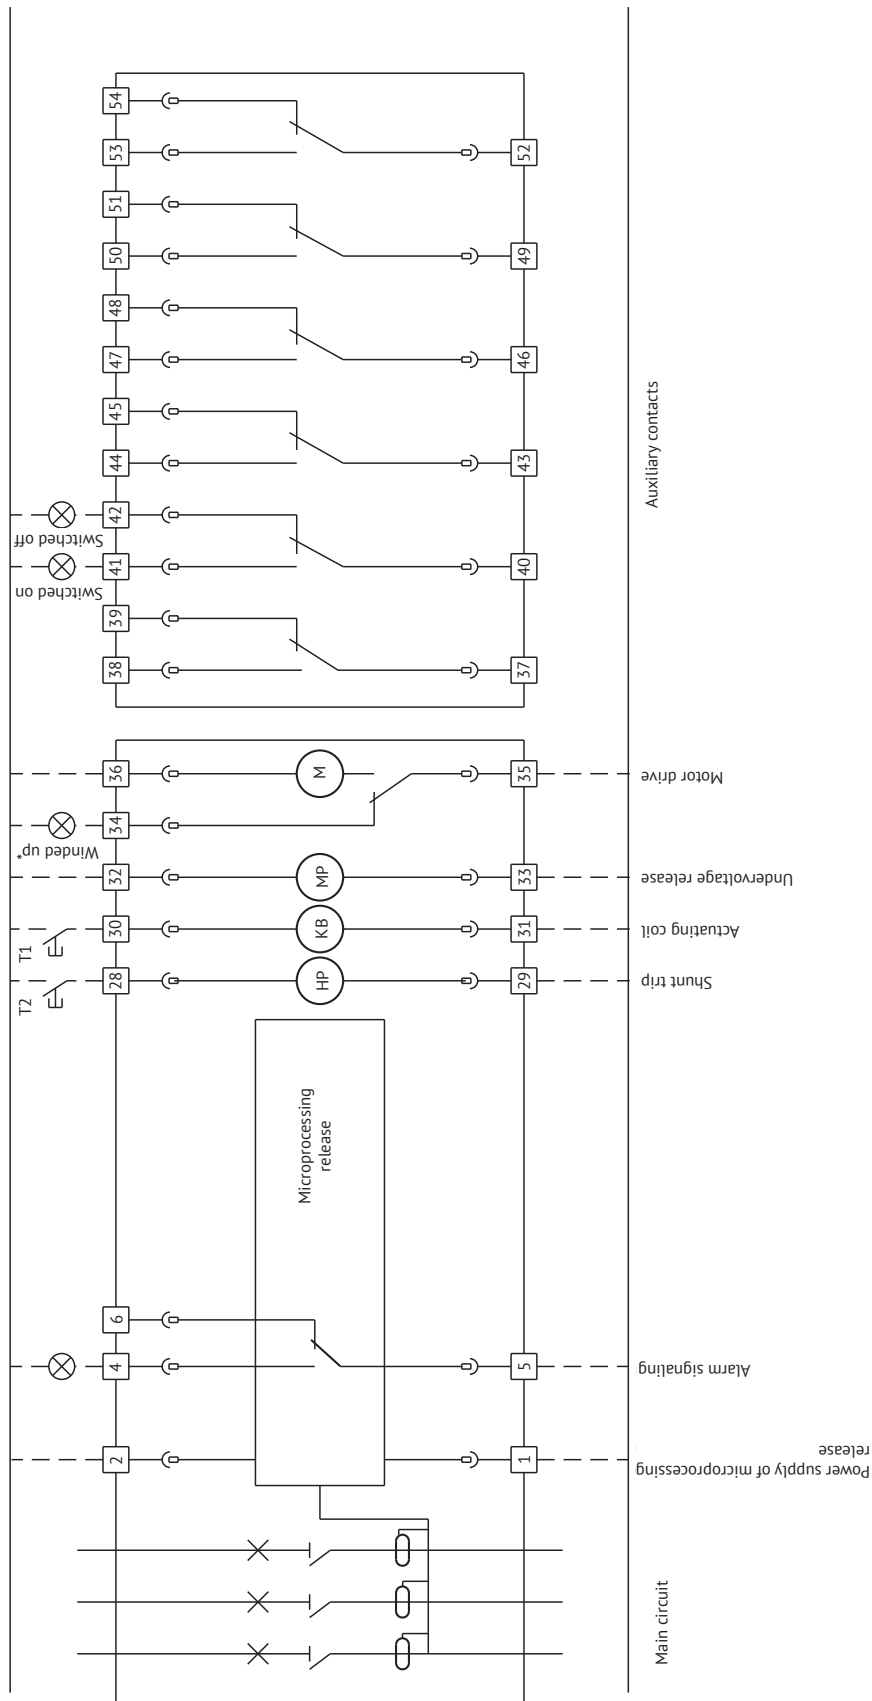 54
53
52
51
50
49
48
47
46
45
44
43
42
Switched off
41
40
Switched on
39
38
37
Auxiliary contacts
36
M
35
Motor drive
34
Winded up*
32
MP
33
Undervoltage release
T1
30
KB
31
Actuating coil
T2
28
HP
29
Shunt trip
Microprocessing
release
6
4
5
Alarm signaling
2
1
Power supply of microprocessing
release
Main circuit